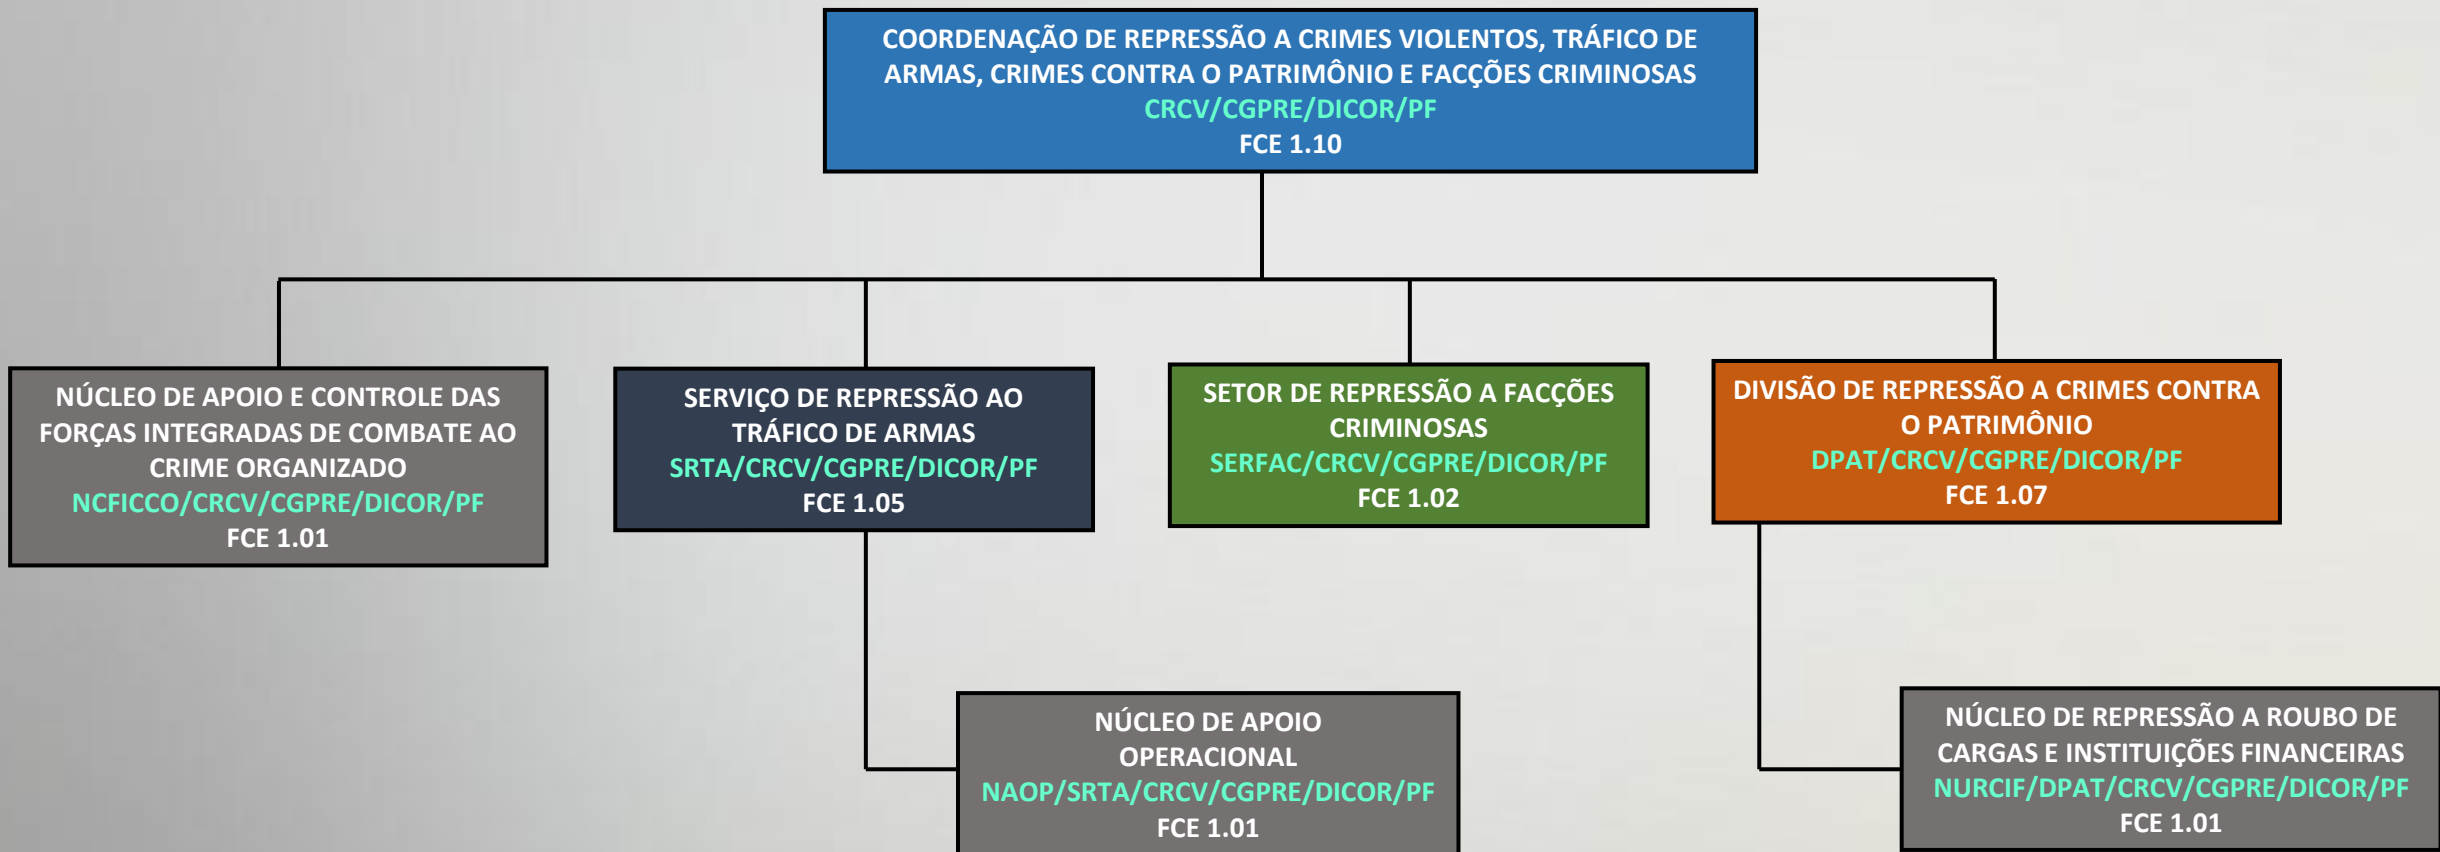 COORDENAÇÃO DE REPRESSÃO A CRIMES VIOLENTOS, TRÁFICO DE
ARMAS, CRIMES CONTRA O PATRIMÔNIO E FACÇÕES CRIMINOSAS
CRCV/CGPRE/DICOR/PF
FCE 1.10
NÚCLEO DE APOIO E CONTROLE DAS
FORÇAS INTEGRADAS DE COMBATE AO
CRIME ORGANIZADO
NCFICCO/CRCV/CGPRE/DICOR/PF
FCE 1.01
SERVIÇO DE REPRESSÃO AO
TRÁFICO DE ARMAS
SRTA/CRCV/CGPRE/DICOR/PF
FCE 1.05
SETOR DE REPRESSÃO A FACÇÕES
CRIMINOSAS
SERFAC/CRCV/CGPRE/DICOR/PF
FCE 1.02
DIVISÃO DE REPRESSÃO A CRIMES CONTRA
O PATRIMÔNIO
DPAT/CRCV/CGPRE/DICOR/PF
FCE 1.07
NÚCLEO DE APOIO
OPERACIONAL
NAOP/SRTA/CRCV/CGPRE/DICOR/PF
FCE 1.01
NÚCLEO DE REPRESSÃO A ROUBO DE
CARGAS E INSTITUIÇÕES FINANCEIRAS
NURCIF/DPAT/CRCV/CGPRE/DICOR/PF
FCE 1.01